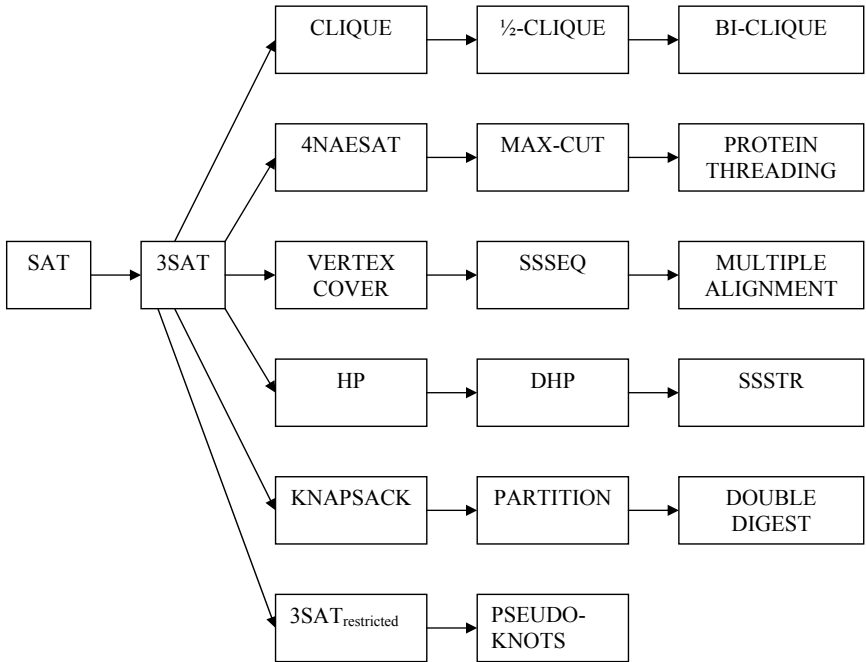 CLIQUE
½-CLIQUE
BI-CLIQUE
4NAESAT
MAX-CUT
PROTEIN
THREADING
SAT
3SAT
VERTEX
COVER
SSSEQ
MULTIPLE
ALIGNMENT
HP
DHP
SSSTR
KNAPSACK
PARTITION
DOUBLE
DIGEST
3SATrestricted
PSEUDO-
KNOTS